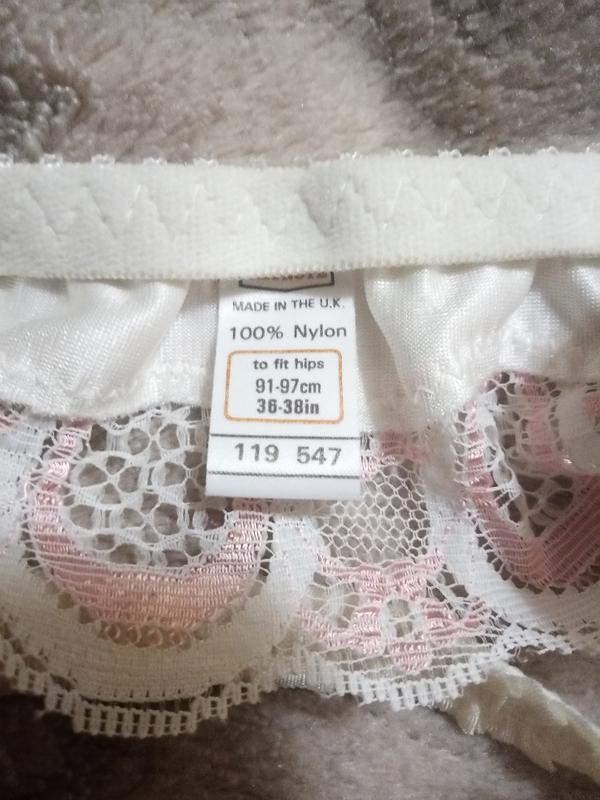 MADE IN THE U.K.
100% Nylon
to fit hips
91-97cm
36-38in
119 547